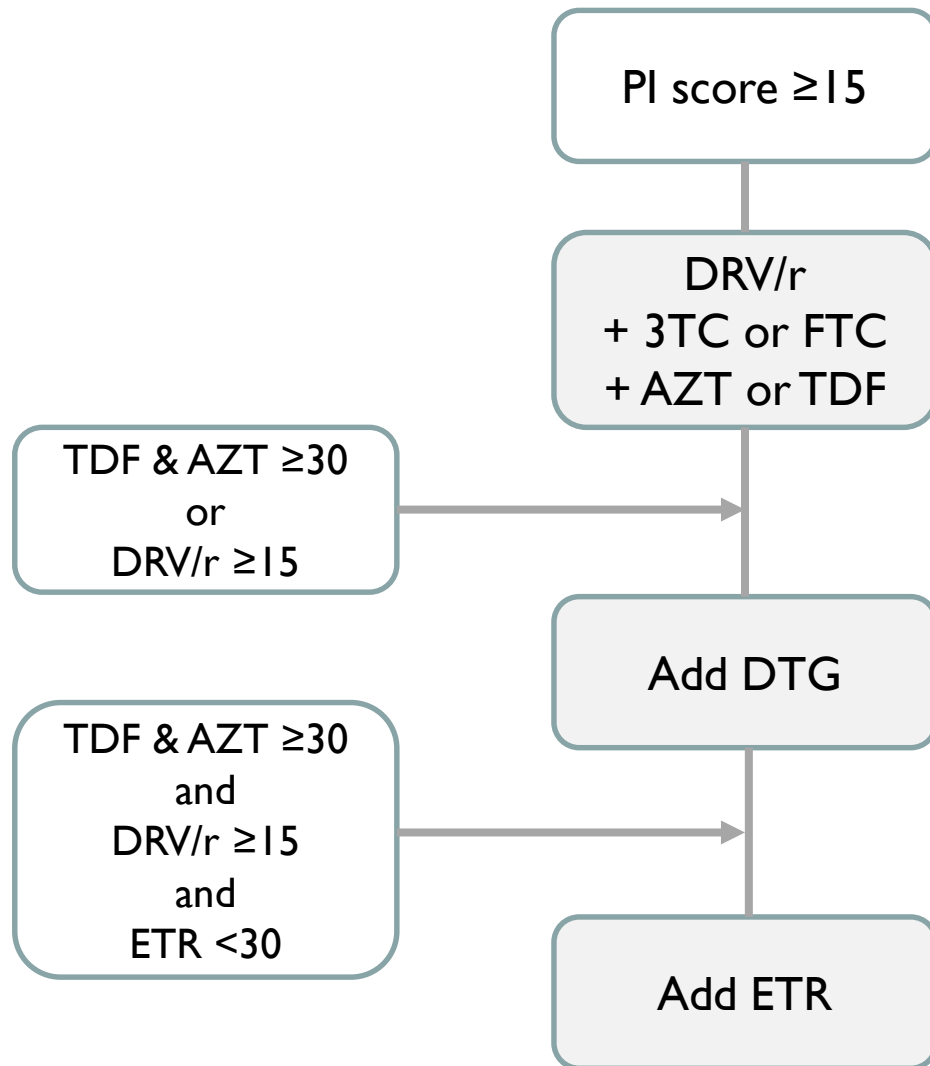 PI score ≥15
DRV/r
+ 3TC or FTC
+ AZT or TDF
TDF & AZT ≥30
or
DRV/r ≥15
Add DTG
TDF & AZT ≥30
and
DRV/r ≥15
and
ETR <30
Add ETR